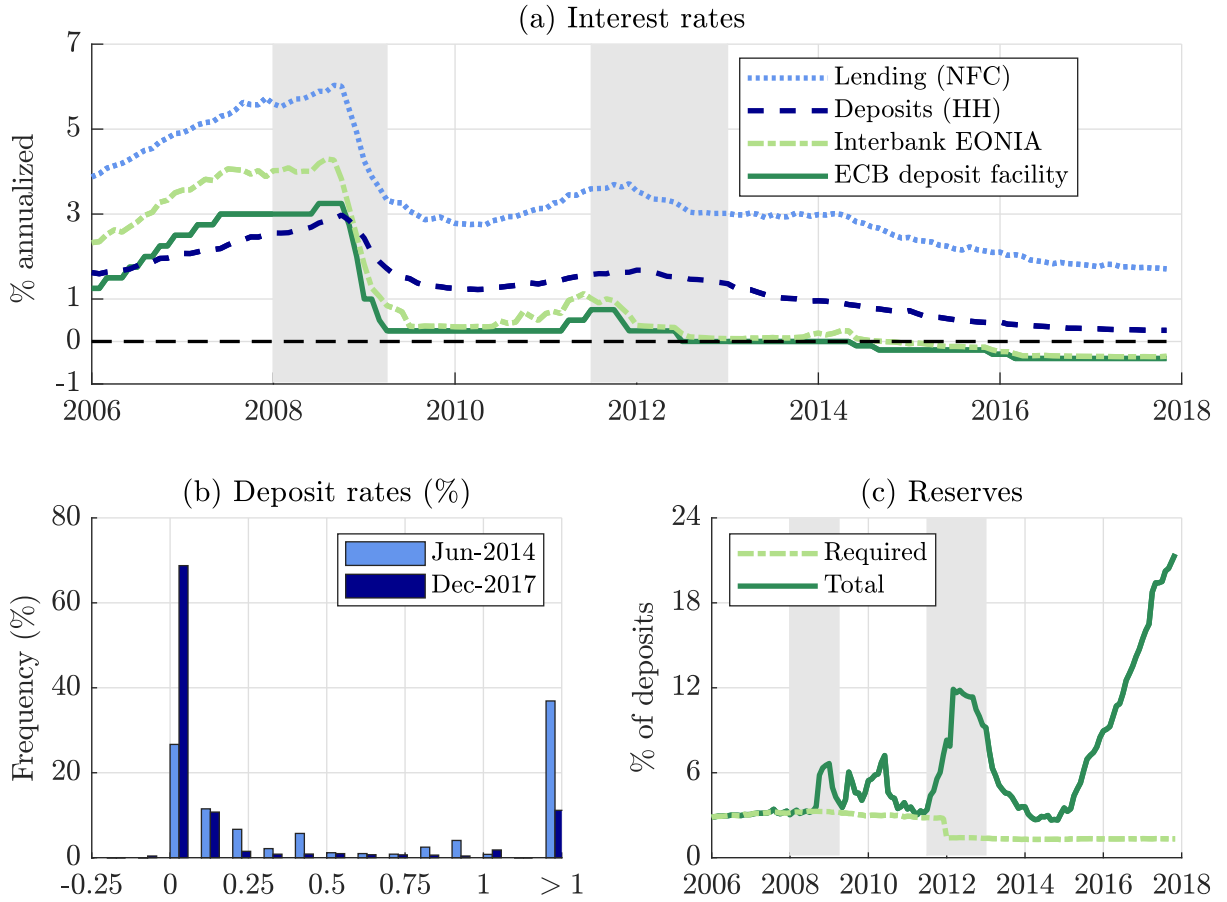 (a) Interest rates
7
5
3
1
0
-1
% annualized
Lending (NFC)
Deposits (HH)
Interbank EONIA
ECB deposit facility
2006 2008 2010 2012 2014 2016 2018
(b) Deposit rates (%)
80
60
40
20
0
Frequency (%)
Jun-2014
Dec-2017
-0.25 0 0.25 0.5 0.75 1 > 1
(c) Reserves
24
18
12
6
0
% of deposits
Required
Total
2006 2008 2010 2012 2014 2016 2018